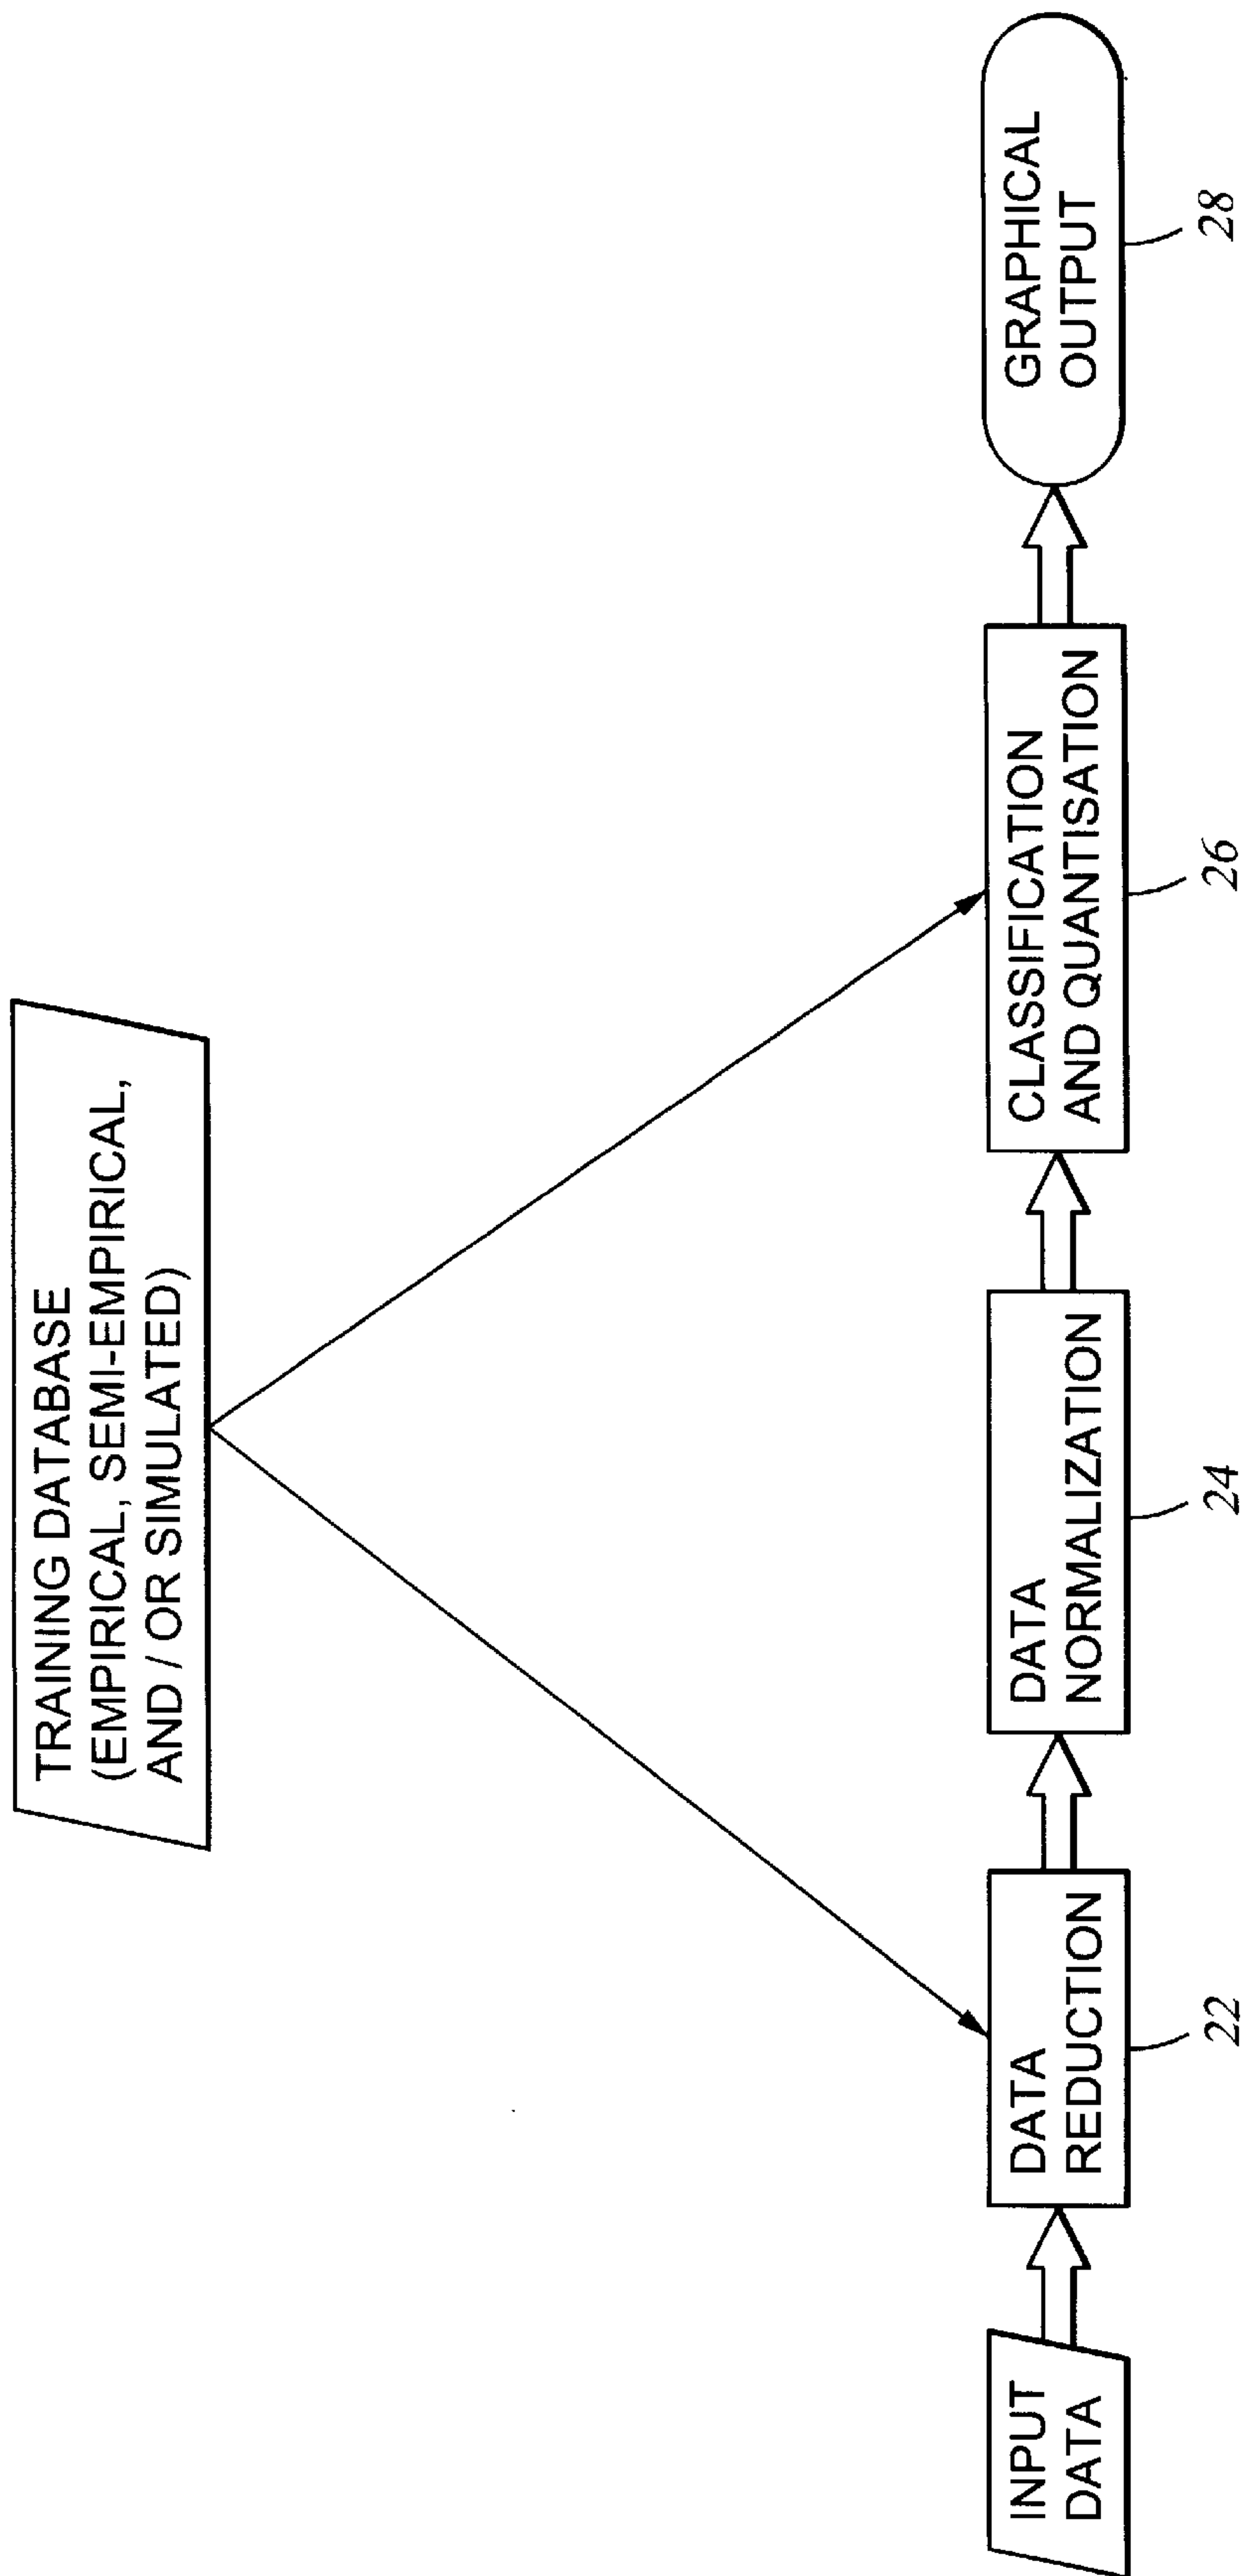 TRAINING DATABASE
(EMPIRICAL, SEMI-EMPIRICAL,
AND / OR SIMULATED)
INPUT
DATA
DATA
REDUCTION
22
DATA
NORMALIZATION
24
CLASSIFICATION
AND QUANTISATION
26
GRAPHICAL
OUTPUT
28